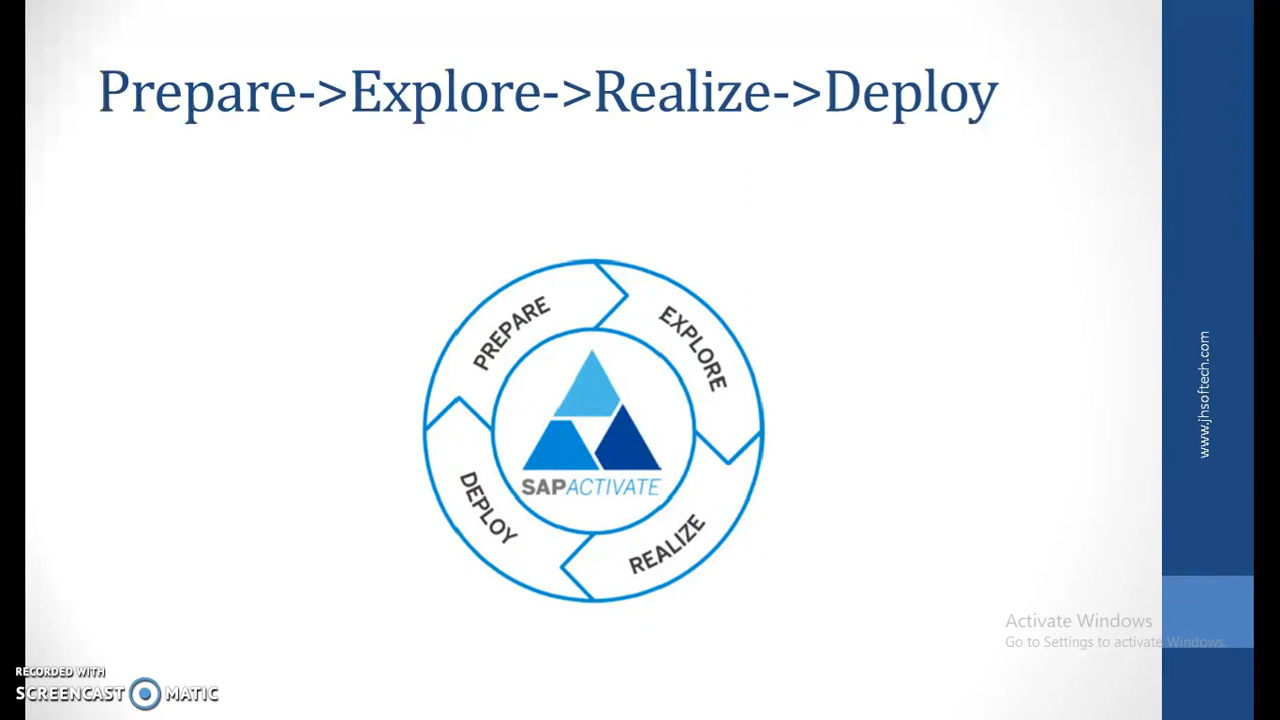 Prepare->Explore->Realize->Deploy
PREPARE
EXPLORE
REALIZE
DEPLOY
SAPACTIVATE
www.jhsoftech.com
Activate Windows
Go to Settings to activate Windows.
RECORDED WITH
SCREENCAST MATIC